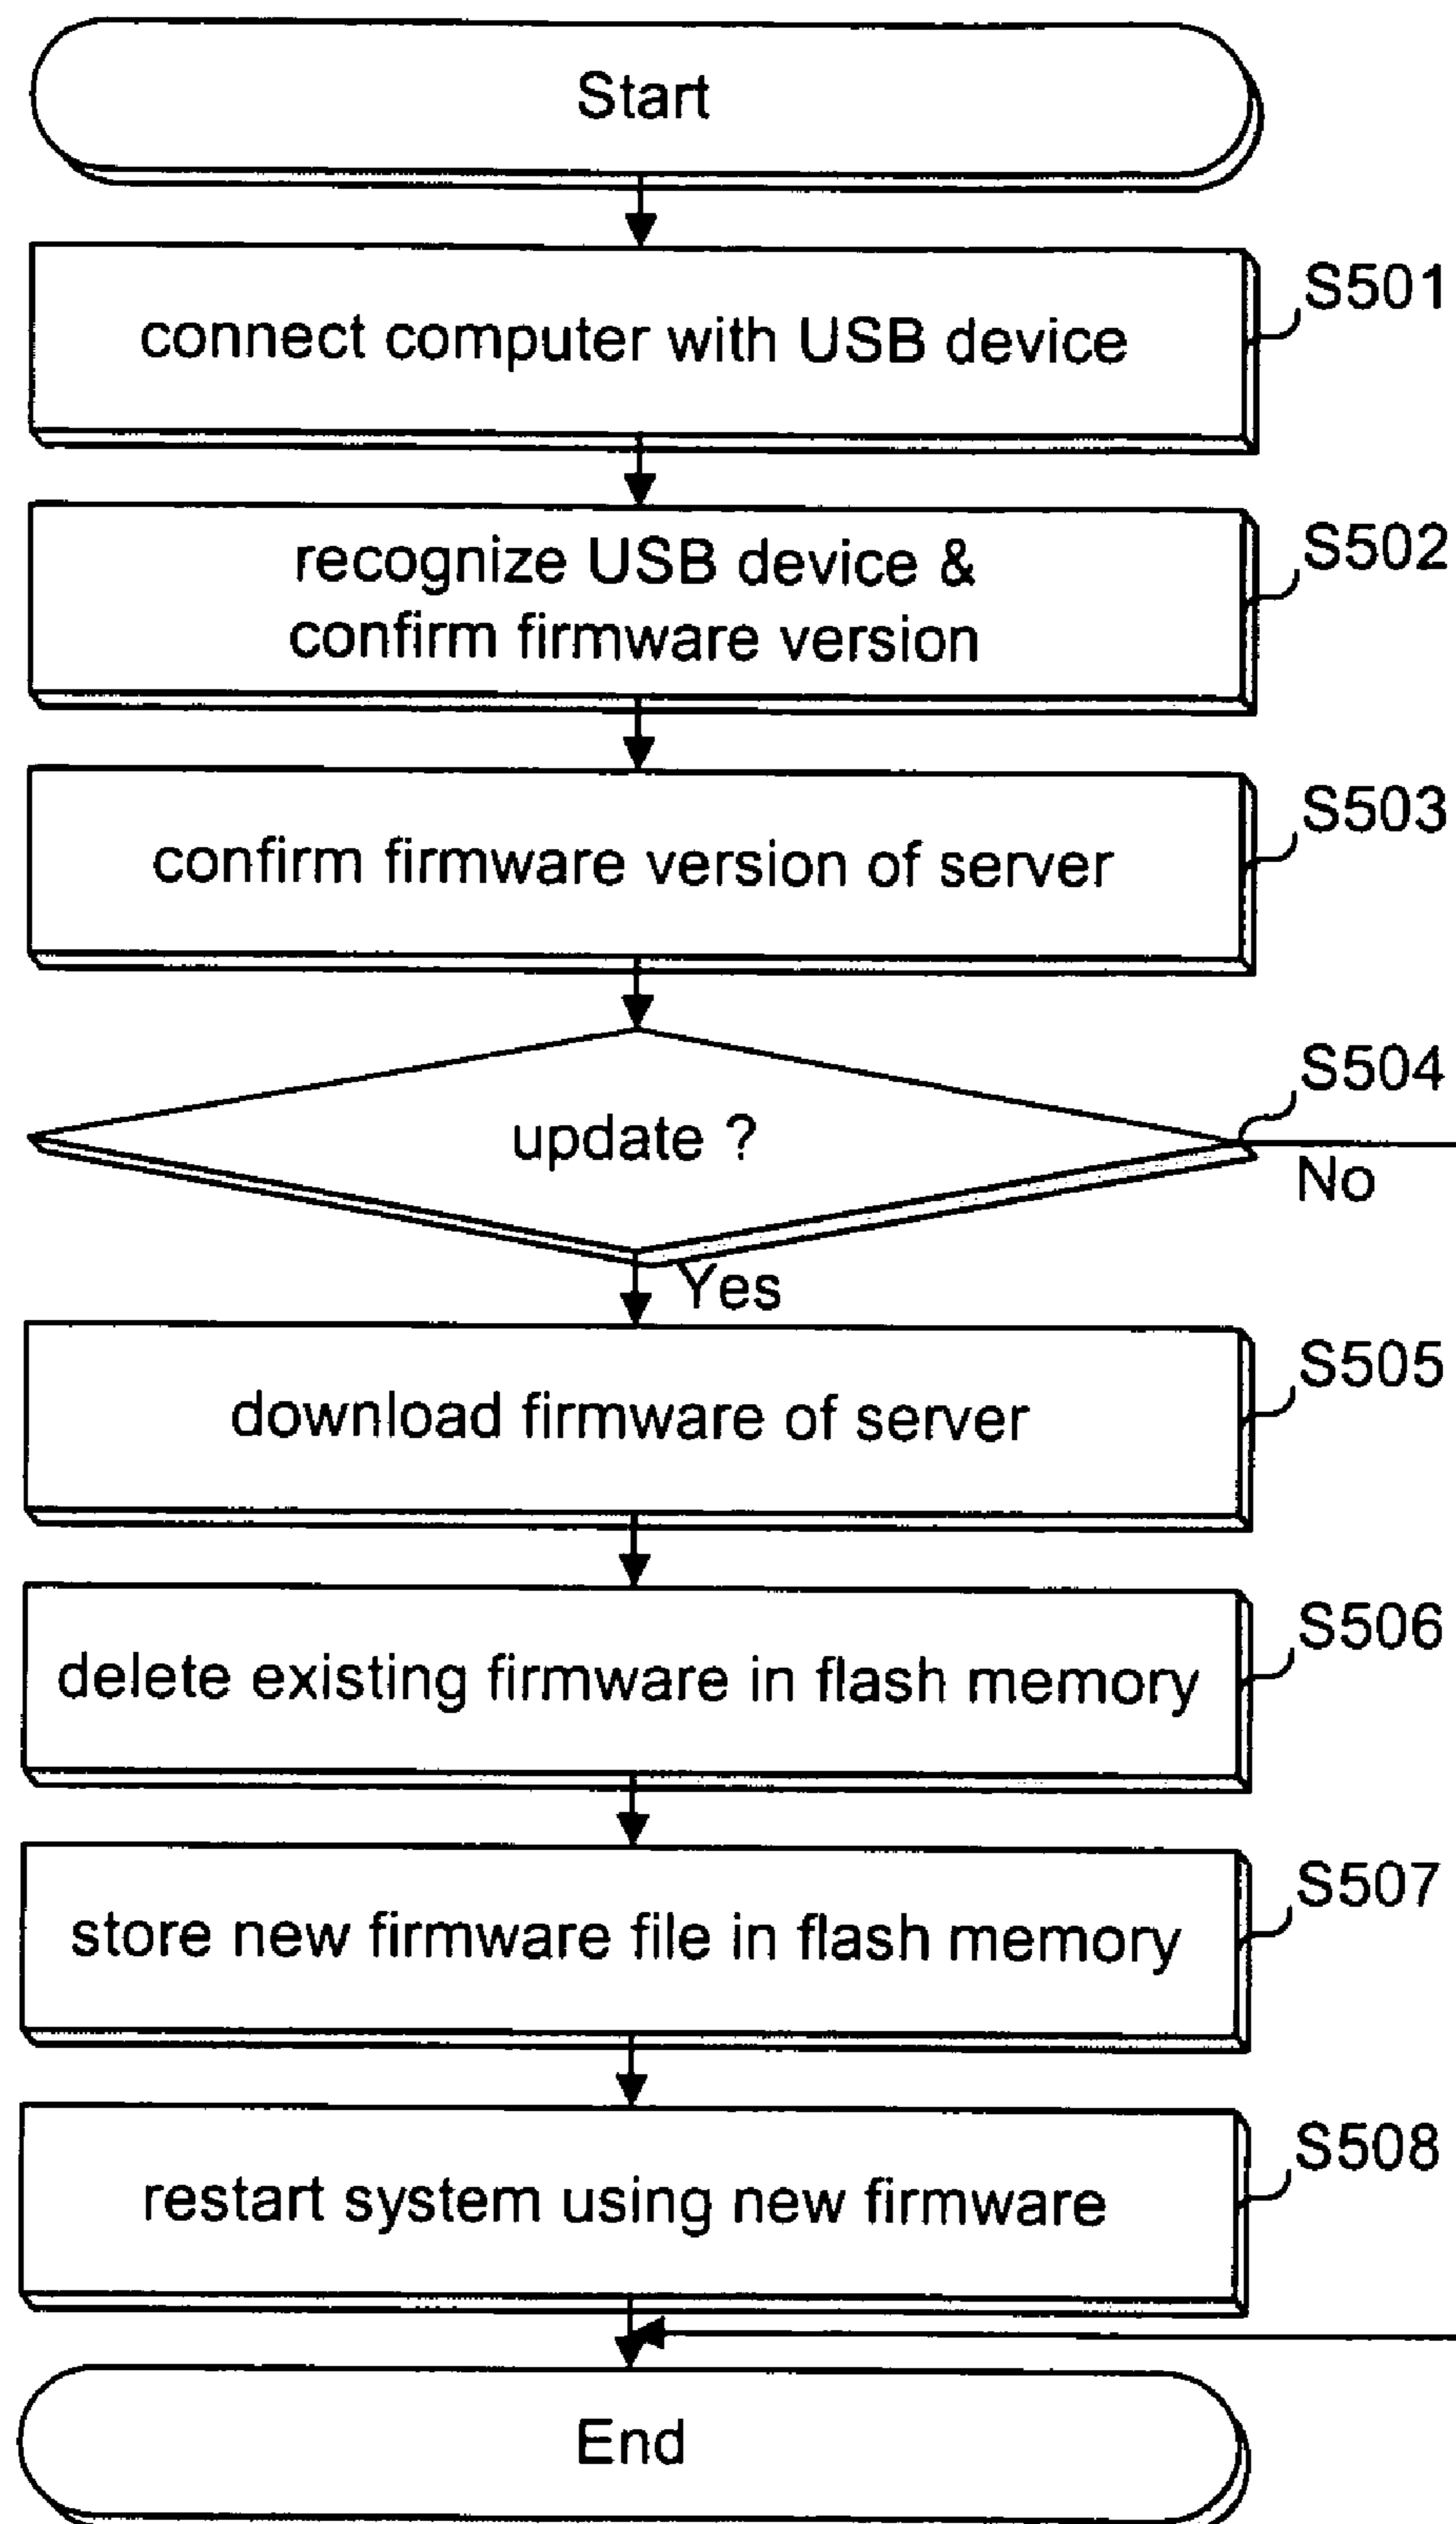 Start
connect computer with USB device
S501
recognize USB device &
confirm firmware version
S502
confirm firmware version of server
S503
update ?
S504
No
Yes
download firmware of server
S505
delete existing firmware in flash memory
S506
store new firmware file in flash memory
S507
restart system using new firmware
S508
End